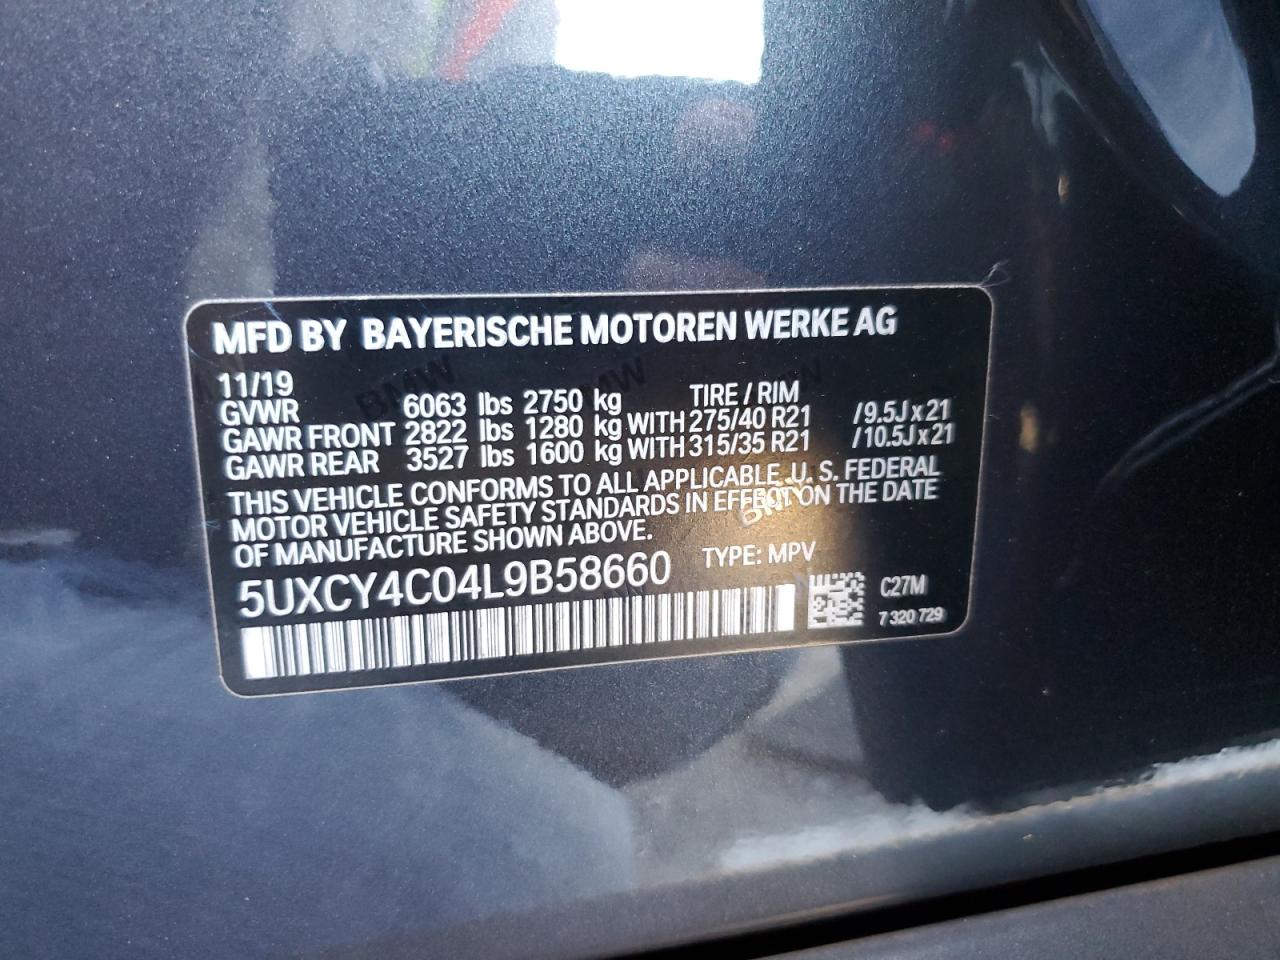 MFD BY BAYERISCHE MOTOREN WERKE AG
11/19
GVWR 6063 lbs 2750 kg TIRE / RIM
GAWR FRONT 2822 lbs 1280 kg WITH 275/40 R21 /9.5J x 21
GAWR REAR 3527 lbs 1600 kg WITH 315/35 R21 /10.5J x 21
THIS VEHICLE CONFORMS TO ALL APPLICABLE U. S. FEDERAL
MOTOR VEHICLE SAFETY STANDARDS IN EFFECT ON THE DATE
OF MANUFACTURE SHOWN ABOVE.
5UXCY4C04L9B58660 TYPE: MPV
C27M
7 320 729
BMW
BMW
BMW